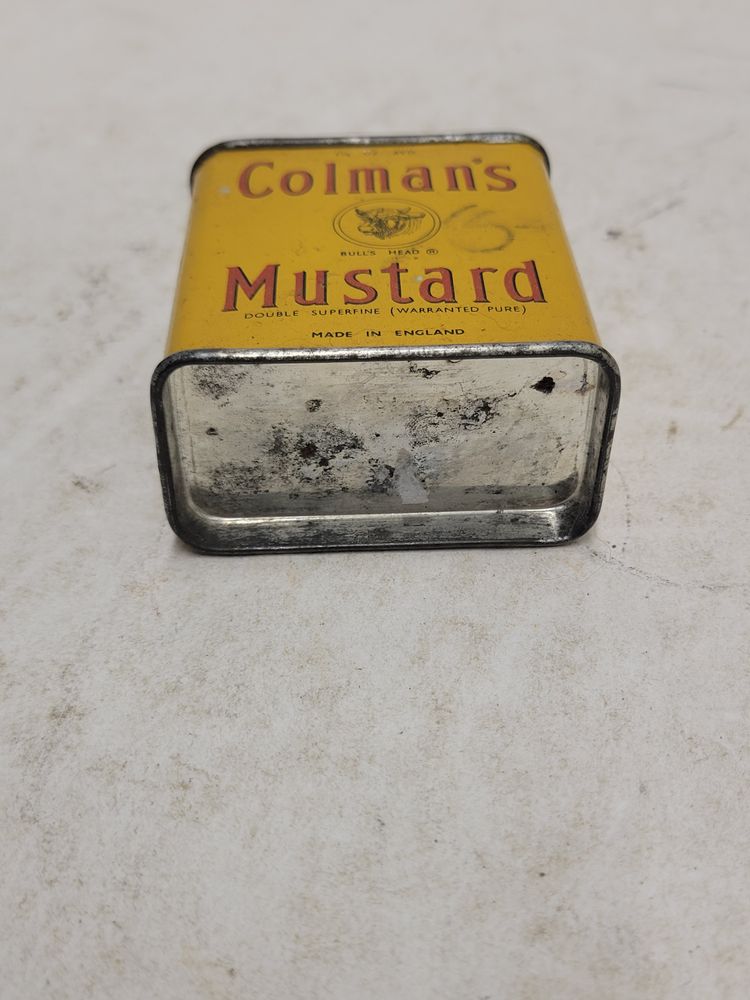 Colman's
BULL'S HEAD ®
Mustard
DOUBLE SUPERFINE (WARRANTED PURE)
MADE IN ENGLAND